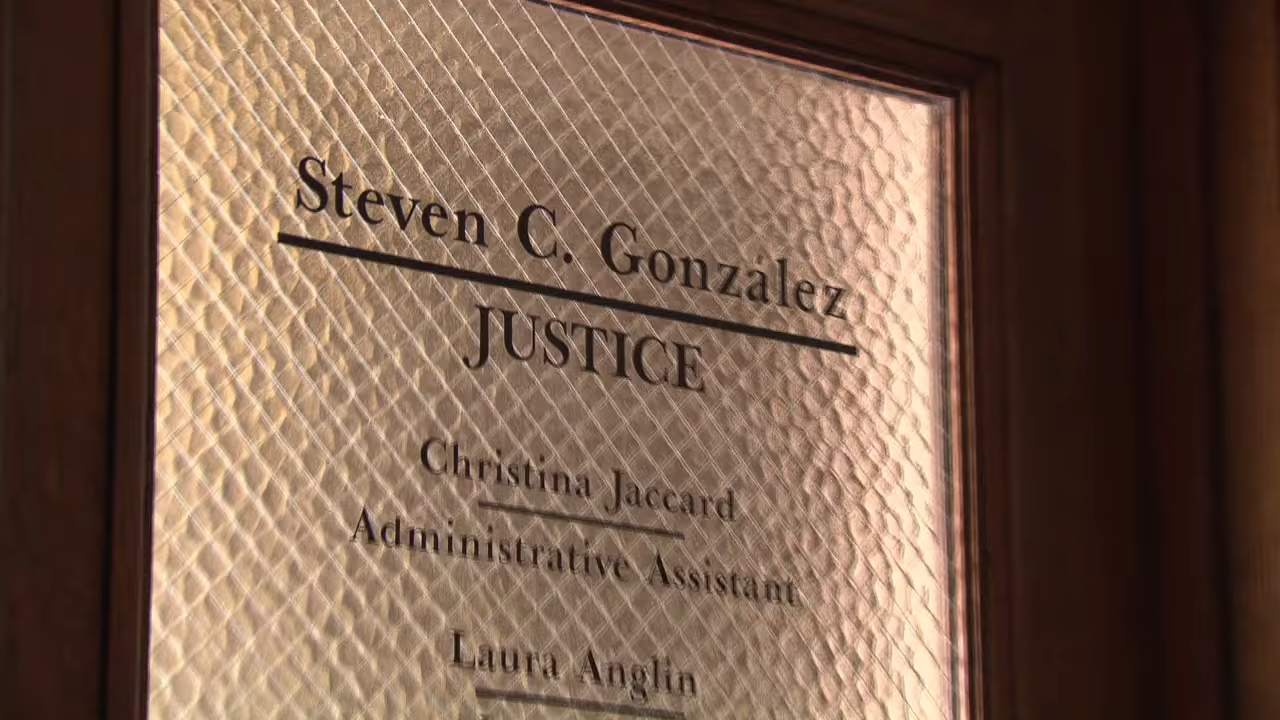 Steven C. González
JUSTICE
Christina Jaccard
Administrative Assistant
Laura Anglin